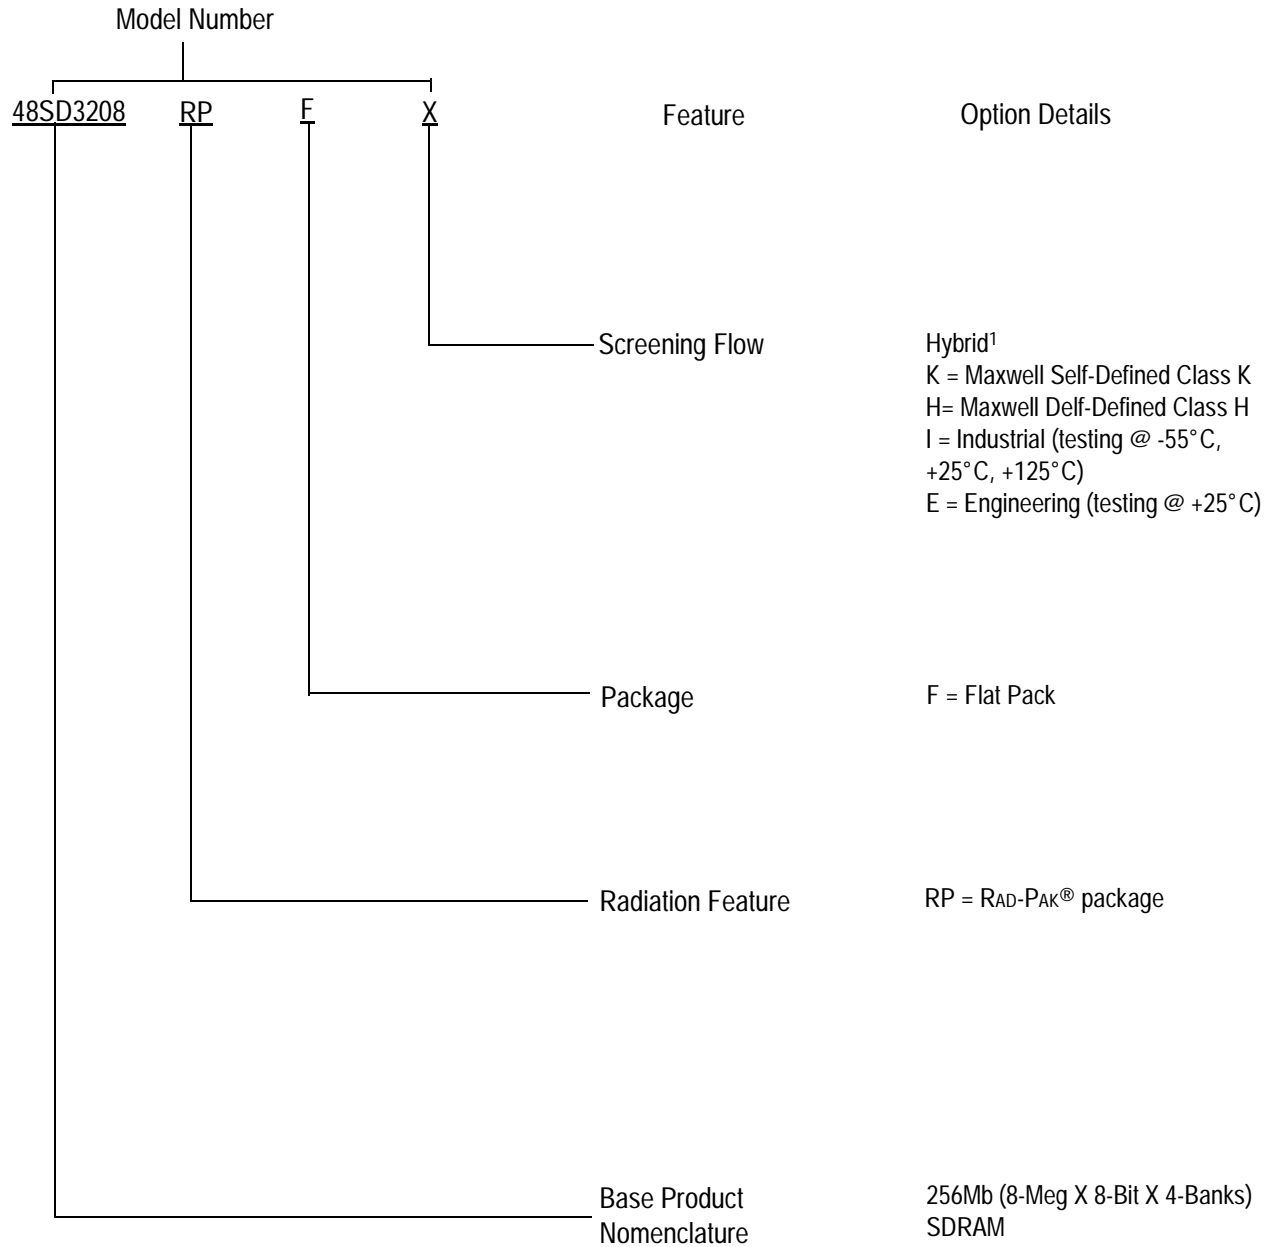 Model Number
48SD3208 RP F X Feature Option Details
Screening Flow Hybrid1
K = Maxwell Self-Defined Class K
H= Maxwell Delf-Defined Class H
I = Industrial (testing @ -55°C,
+25°C, +125°C)
E = Engineering (testing @ +25°C)
Package F = Flat Pack
Radiation Feature RP = RAD-PAK® package
Base Product 256Mb (8-Meg X 8-Bit X 4-Banks)
Nomenclature SDRAM